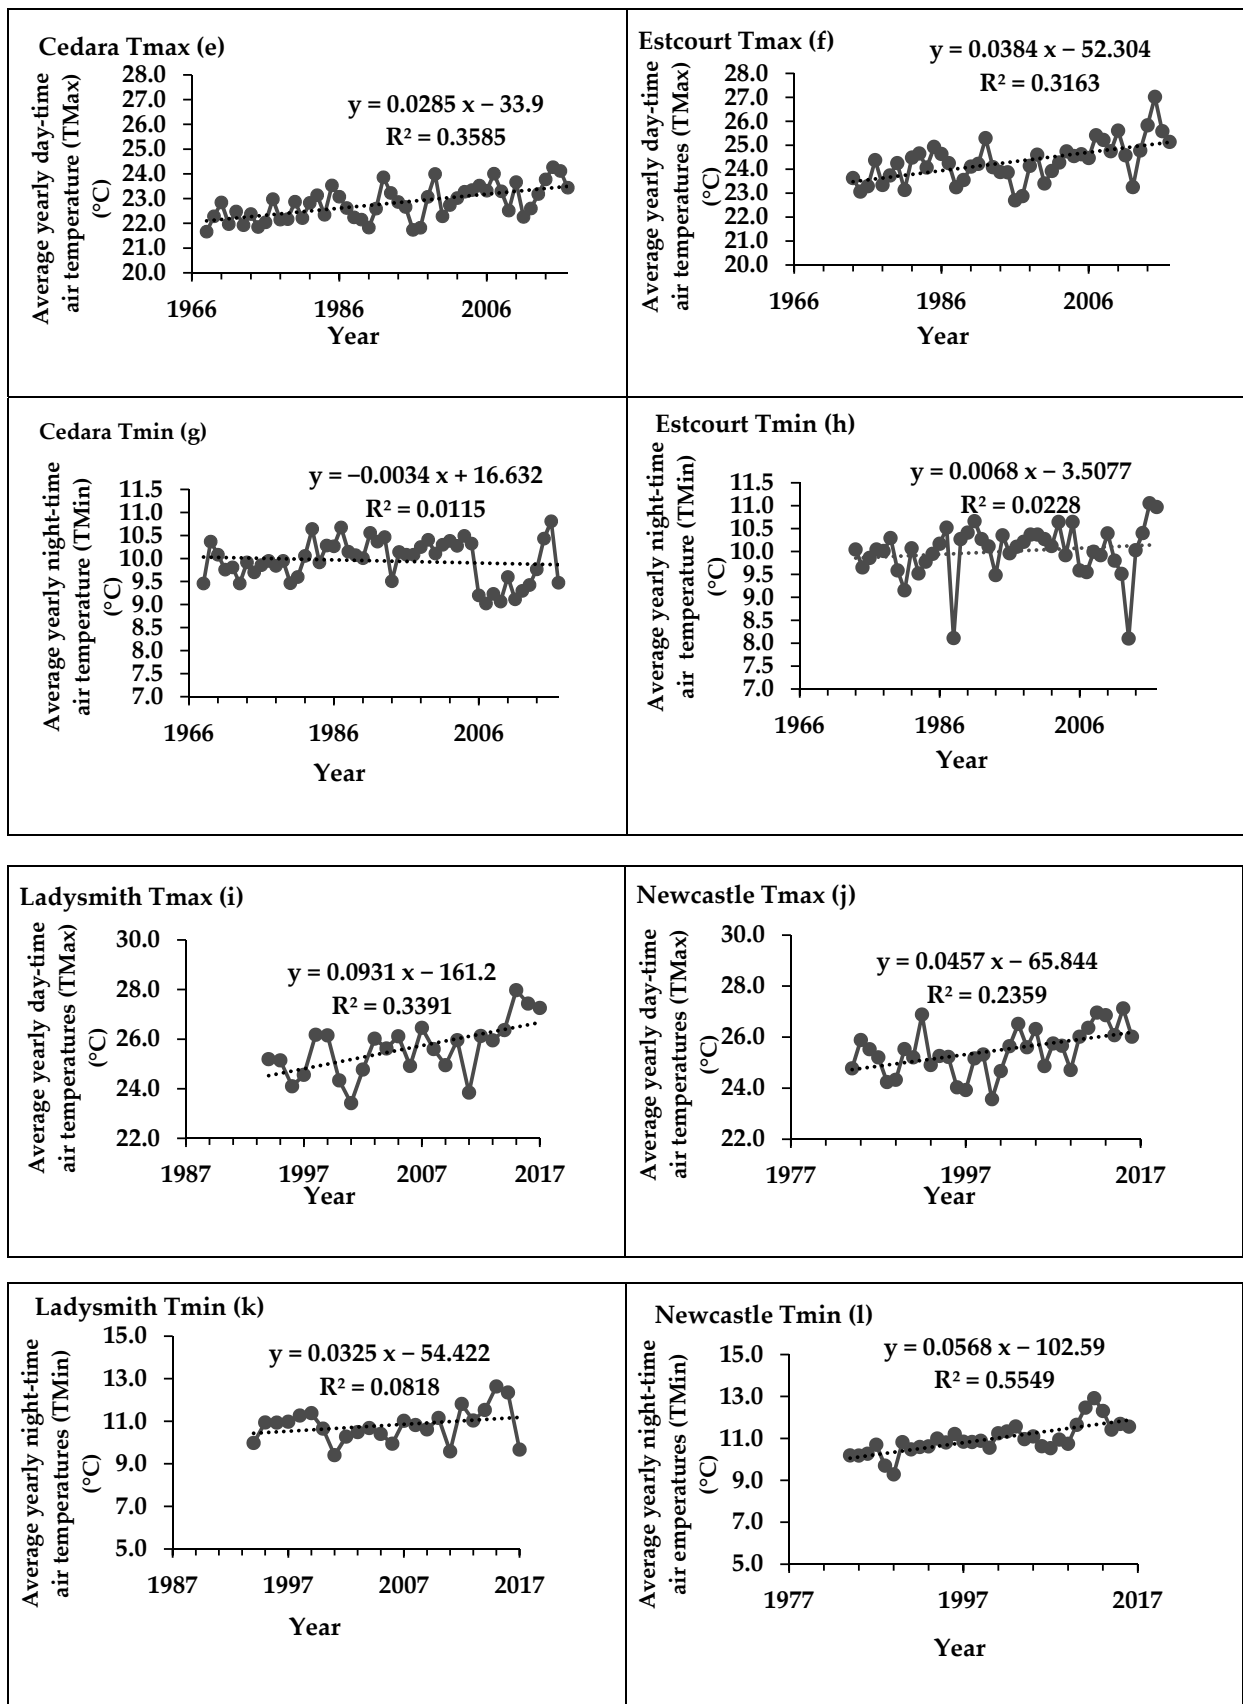 Cedara Tmax (e)
Average yearly day-time
air temperature (TMax)
(°C)
28.0
27.0
26.0
25.0
24.0
23.0
22.0
21.0
20.0
y = 0.0285 x − 33.9
R² = 0.3585
1966
1986
2006
Year
Estcourt Tmax (f)
Average yearly day-time
air temperatures (TMax)
(°C)
28.0
27.0
26.0
25.0
24.0
23.0
22.0
21.0
20.0
y = 0.0384 x − 52.304
R² = 0.3163
1966
1986
2006
Year
Cedara Tmin (g)
Average yearly night-time
air temperature (TMin)
(°C)
11.5
11.0
10.5
10.0
9.5
9.0
8.5
8.0
7.5
7.0
y = −0.0034 x + 16.632
R² = 0.0115
1966
1986
2006
Year
Estcourt Tmin (h)
Average yearly night-time
air temperature (TMin)
(°C)
11.5
11.0
10.5
10.0
9.5
9.0
8.5
8.0
7.5
7.0
y = 0.0068 x − 3.5077
R² = 0.0228
1966
1986
2006
Year
Ladysmith Tmax (i)
Average yearly day-time
air temperatures (TMax)
(°C)
30.0
28.0
26.0
24.0
22.0
y = 0.0931 x − 161.2
R² = 0.3391
1987
1997
2007
2017
Year
Newcastle Tmax (j)
Average yearly day-time
air temperatures (TMax)
(°C)
30.0
28.0
26.0
24.0
22.0
y = 0.0457 x − 65.844
R² = 0.2359
1977
1997
2017
Year
Ladysmith Tmin (k)
Average yearly night-time
air temperatures (TMin)
(°C)
15.0
13.0
11.0
9.0
7.0
5.0
y = 0.0325 x − 54.422
R² = 0.0818
1987
1997
2007
2017
Year
Newcastle Tmin (l)
Average yearly night-time
air emperatures (TMin)
(°C)
15.0
13.0
11.0
9.0
7.0
5.0
y = 0.0568 x − 102.59
R² = 0.5549
1977
1997
2017
Year